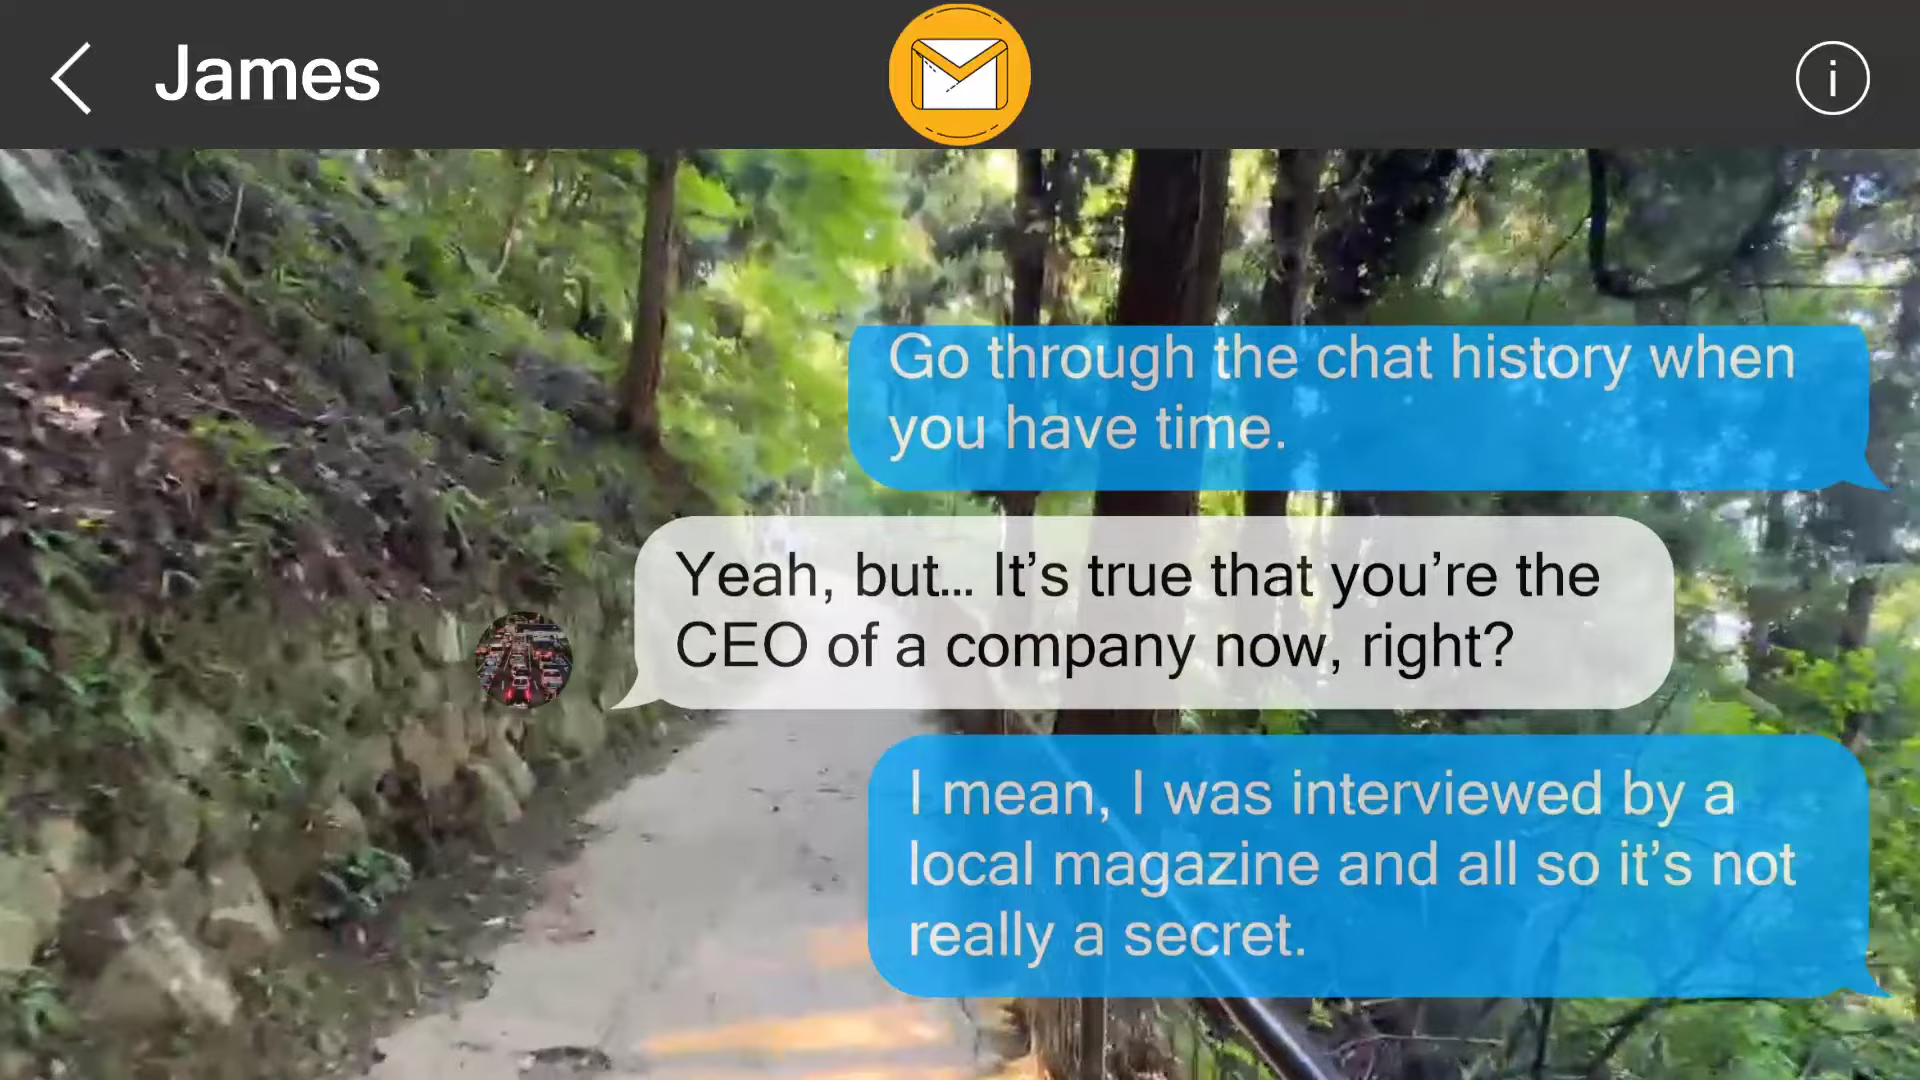 James
i
Go through the chat history when
you have time.
Yeah, but... It’s true that you’re the
CEO of a company now, right?
I mean, I was interviewed by a
local magazine and all so it’s not
really a secret.